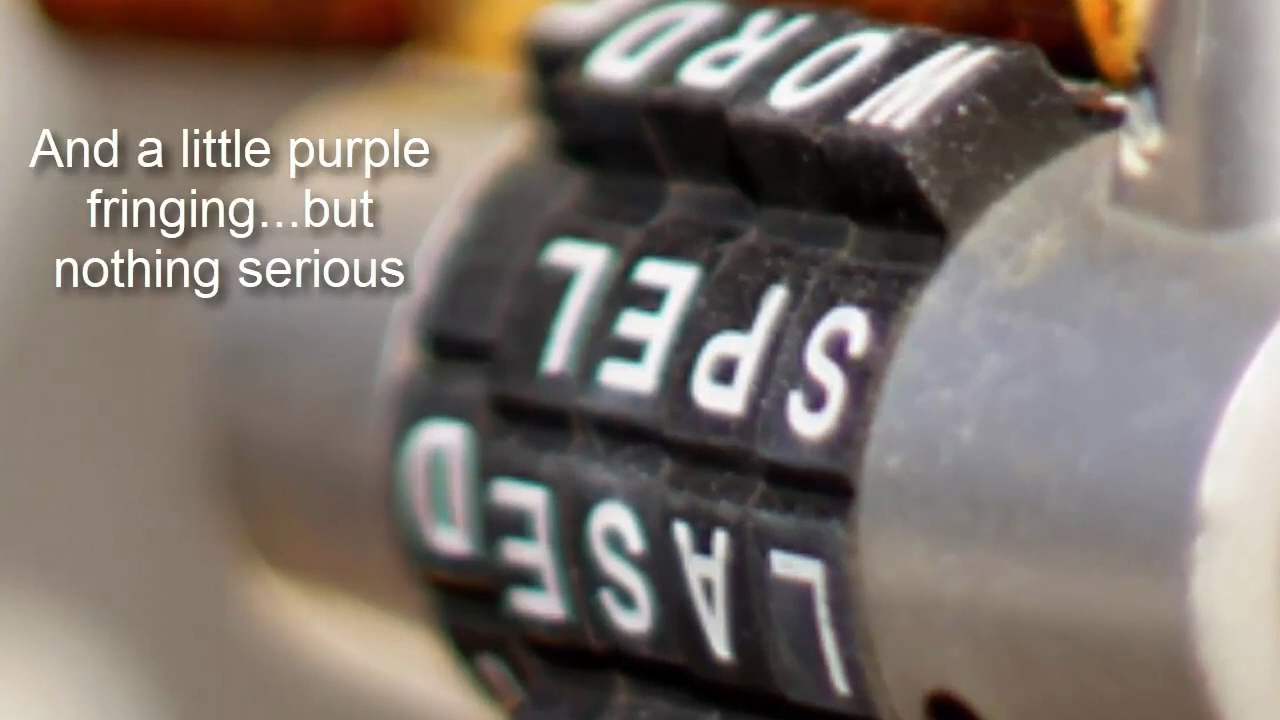 And a little purple
fringing...but
nothing serious
WORD
SPEL
LASED